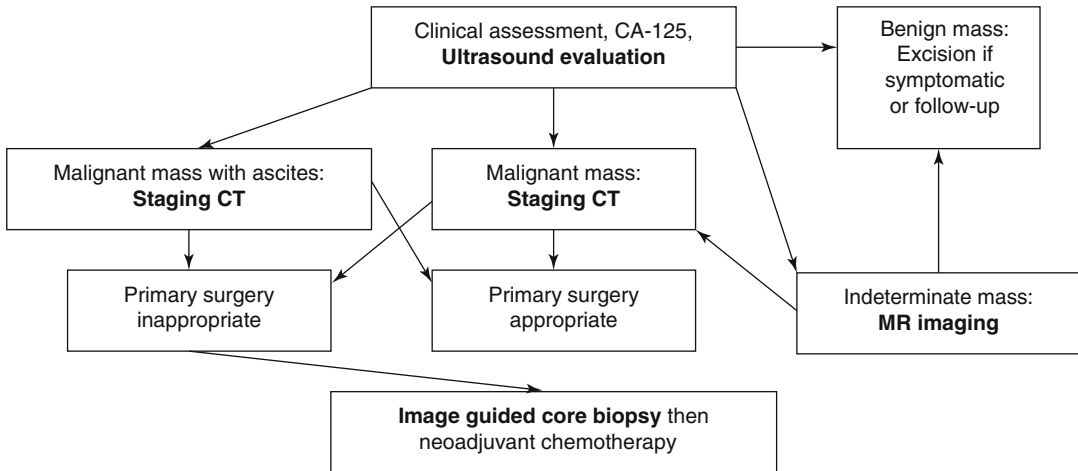 Clinical assessment, CA-125,
Ultrasound evaluation
Benign mass:
Excision if
symptomatic
or follow-up
Malignant mass with ascites:
Staging CT
Malignant mass:
Staging CT
Primary surgery
inappropriate
Primary surgery
appropriate
Indeterminate mass:
MR imaging
Image guided core biopsy then
neoadjuvant chemotherapy